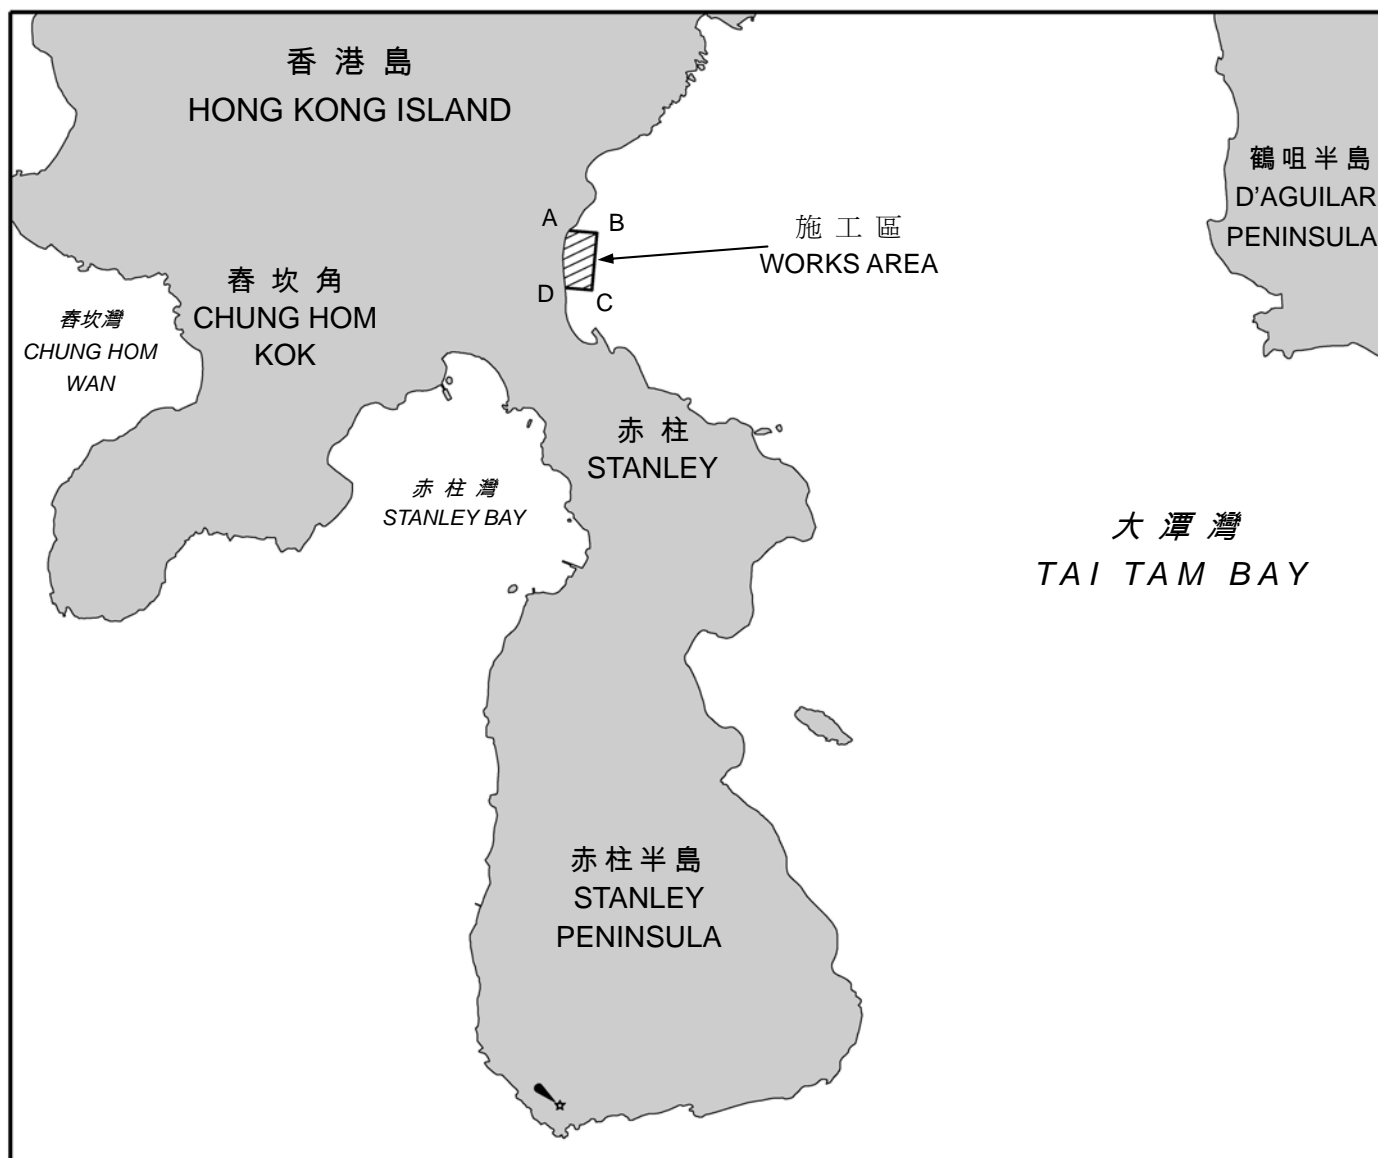 香港島
HONG KONG ISLAND
鶴咀半島
D'AGUILAR
PENINSULA
A
B
施工區
WORKS AREA
D
C
舂坎角
CHUNG HOM
KOK
舂坎灣
CHUNG HOM
WAN
赤柱
STANLEY
赤柱灣
STANLEY BAY
大潭灣
TAI TAM BAY
赤柱半島
STANLEY
PENINSULA